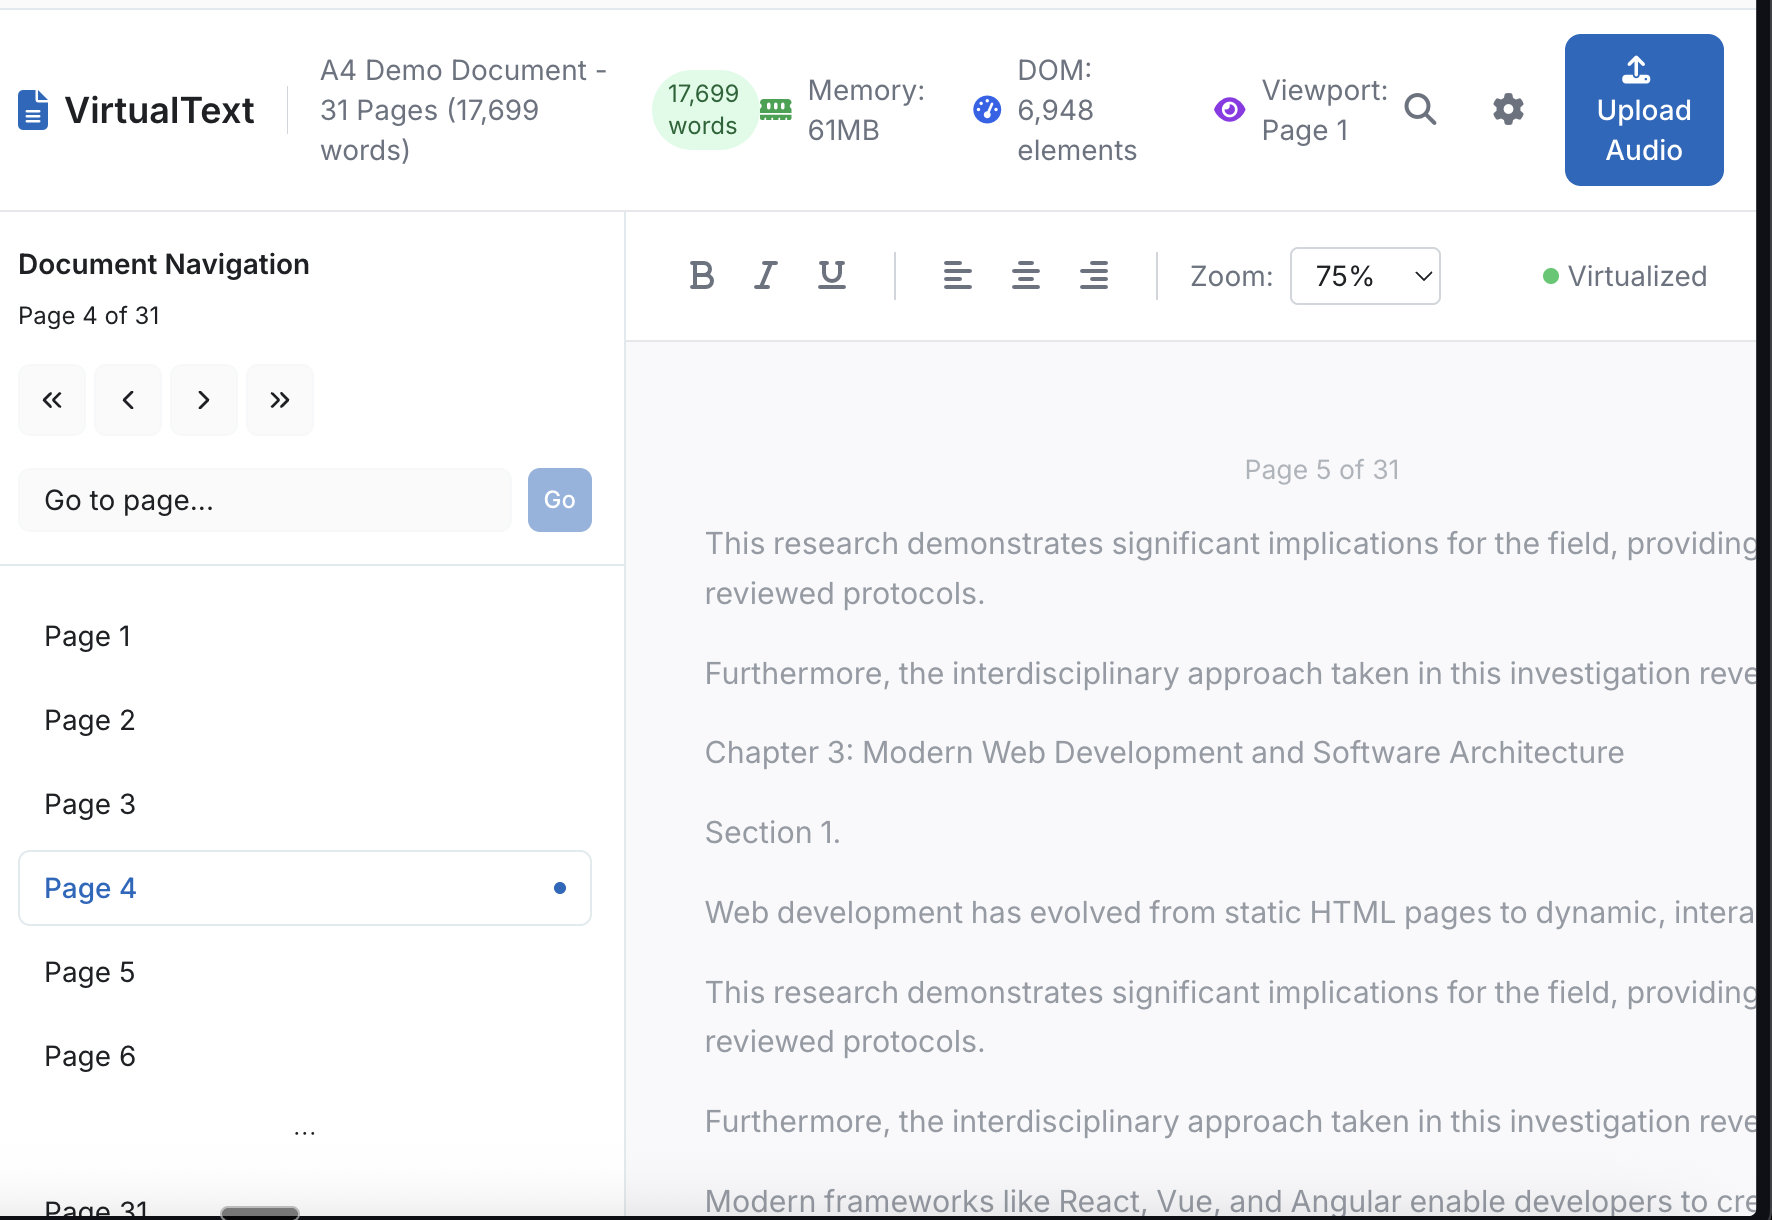 VirtualText
A4 Demo Document -
31 Pages (17,699
words)
17,699
words
Memory:
61MB
DOM:
6,948
elements
Viewport:
Page 1
Upload
Audio
Document Navigation
Page 4 of 31
Go to page...
Go
Page 1
Page 2
Page 3
Page 4
Page 5
Page 6
...
Page 31
B I U
Zoom: 75%
Virtualized
Page 5 of 31
This research demonstrates significant implications for the field, providing
reviewed protocols.
Furthermore, the interdisciplinary approach taken in this investigation reve
Chapter 3: Modern Web Development and Software Architecture
Section 1.
Web development has evolved from static HTML pages to dynamic, intera
This research demonstrates significant implications for the field, providing
reviewed protocols.
Furthermore, the interdisciplinary approach taken in this investigation reve
Modern frameworks like React, Vue, and Angular enable developers to cre